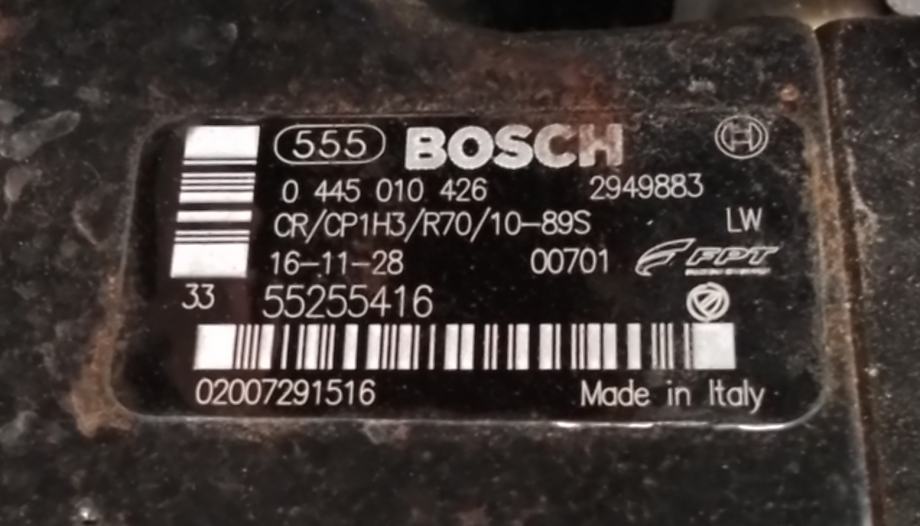 555 BOSCH
0 445 010 426 2949883
CR/CP1H3/R70/10-89S LW
16-11-28 00701 FPT
33 55255416
02007291516 Made in Italy